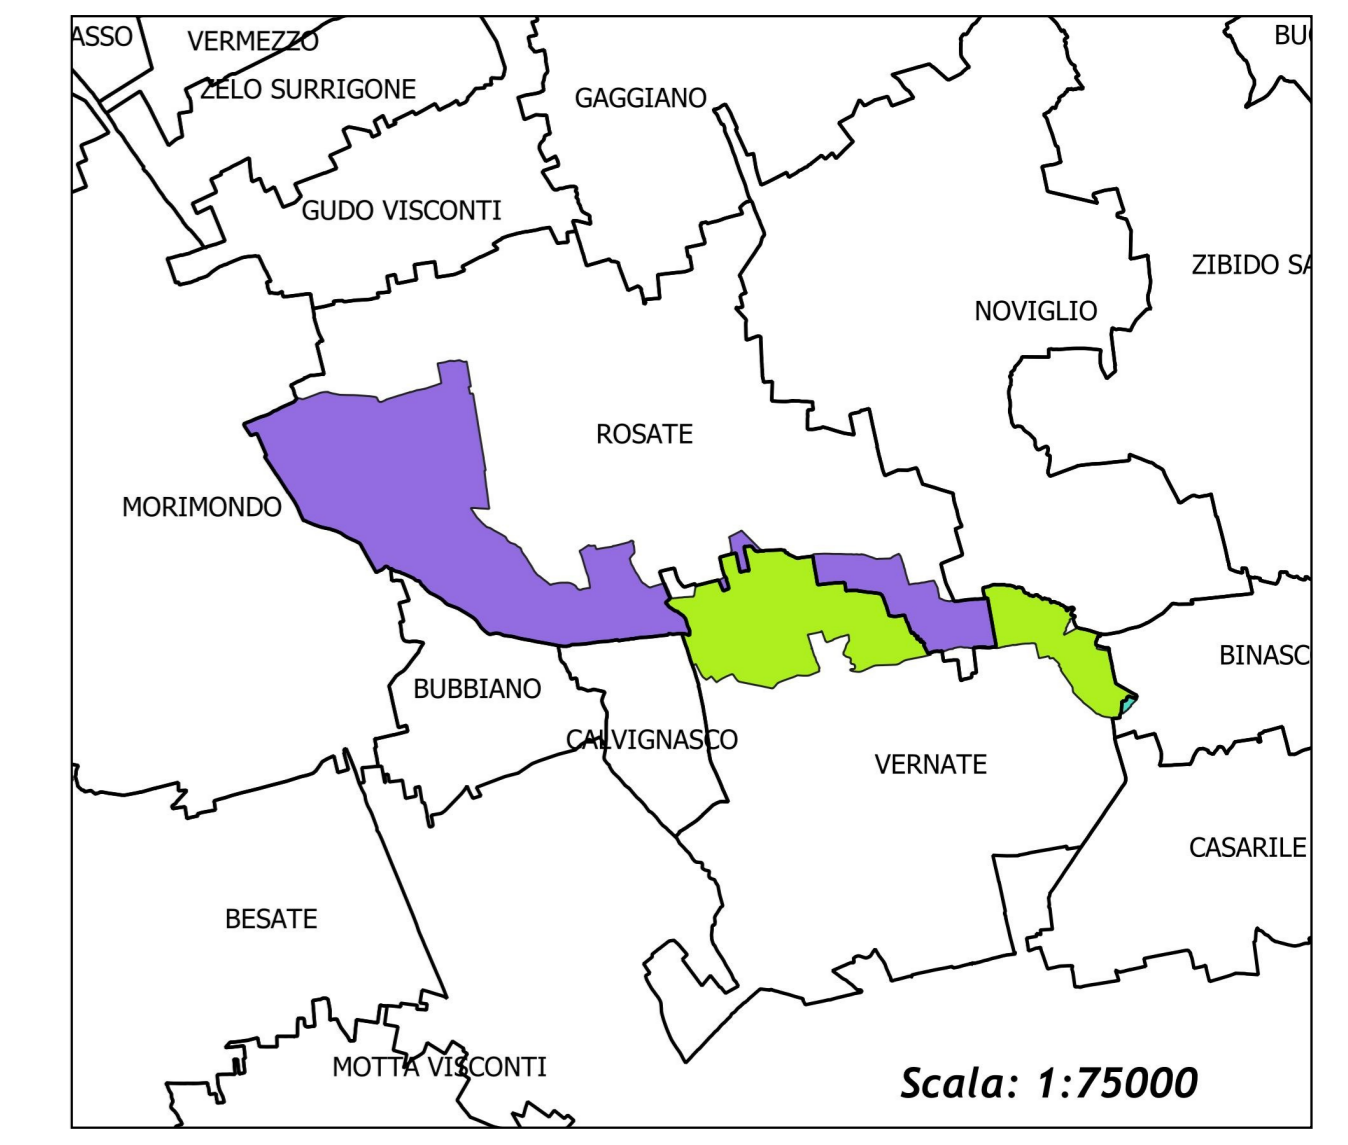 ASSO
VERMEZZO
BU
ZELO SURRIGONE
GAGGIANO
GUDO VISCONTI
ZIBIDO SA
NOVIGLIO
ROSATE
MORIMONDO
BINASC
BUBBIANO
CALVIGNASCO
VERNATE
CASARILE
BESATE
MOTTA VISCONTI
Scala: 1:75000